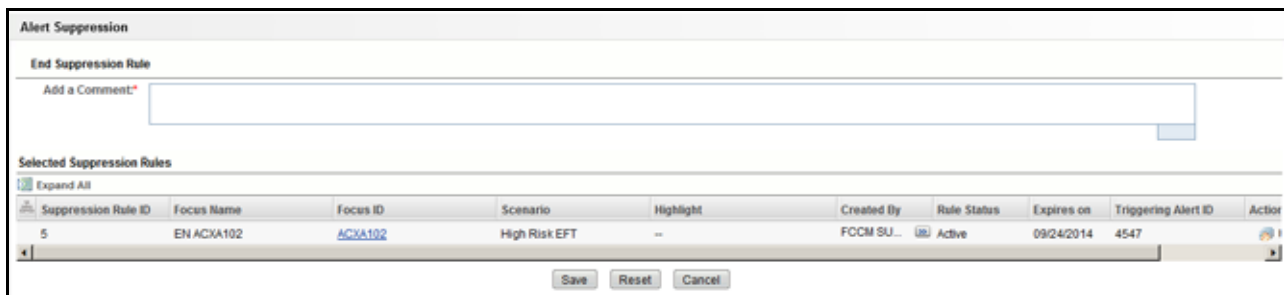 Alert Suppression
End Suppression Rule
Add a Comment:*
Selected Suppression Rules
Expand All
Suppression Rule ID Focus Name Focus ID Scenario Highlight Created By Rule Status Expires on Triggering Alert ID Action
5 EN ACXA102 ACXA102 High Risk EFT -- FCCM SU... Active 09/24/2014 4547
Save Reset Cancel